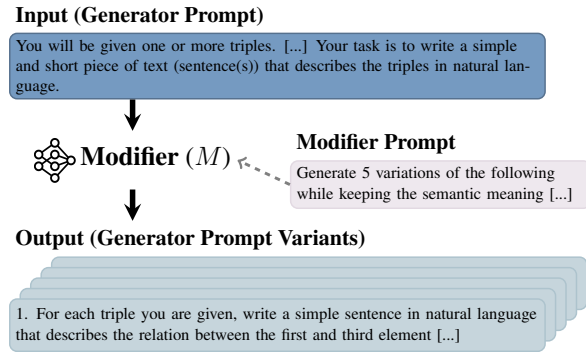 Input (Generator Prompt)
You will be given one or more triples. [...] Your task is to write a simple
and short piece of text (sentence(s)) that describes the triples in natural lan-
guage.
Modifier (M)
Modifier Prompt
Generate 5 variations of the following
while keeping the semantic meaning [...]
Output (Generator Prompt Variants)
1. For each triple you are given, write a simple sentence in natural language
that describes the relation between the first and third element [...]